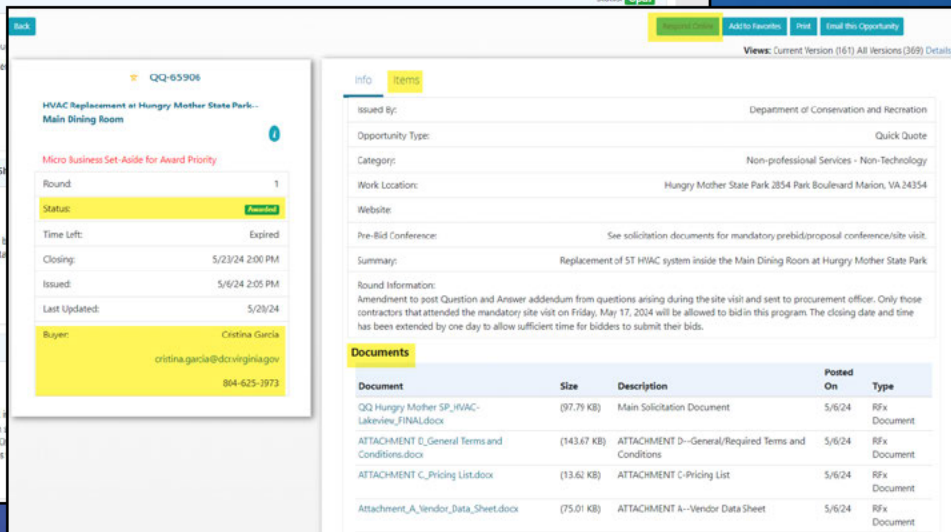 Back
Respond Online
Add to Favorites
Print
Email this Opportunity
Views: Current Version (161) All Versions (369) Details
QQ-65906
HVAC Replacement at Hungry Mother State Park--
Main Dining Room
Micro Business Set-Aside for Award Priority
Round: 1
Status: Awarded
Time Left: Expired
Closing: 5/23/24 2:00 PM
Issued: 5/6/24 2:05 PM
Last Updated: 5/20/24
Buyer: Cristina Garcia
cristina.garcia@dcr.virginia.gov
804-625-3973
Info Items
Issued By: Department of Conservation and Recreation
Opportunity Type: Quick Quote
Category: Non-professional Services - Non-Technology
Work Location: Hungry Mother State Park 2854 Park Boulevard Marion, VA 24354
Website
Pre-Bid Conference: See solicitation documents for mandatory prebid/proposal conference/site visit.
Summary: Replacement of 5T HVAC system inside the Main Dining Room at Hungry Mother State Park
Round Information:
Amendment to post Question and Answer addendum from questions arising during the site visit and sent to procurement officer. Only those
contractors that attended the mandatory site visit on Friday, May 17, 2024 will be allowed to bid in this program. The closing date and time
has been extended by one day to allow sufficient time for bidders to submit their bids.
Documents
Document Size Description Posted On Type
QQ Hungry Mother SP_HVAC- (97.79 KB) Main Solicitation Document 5/6/24 RFx
Lakeview_FINAL.docx Document
ATTACHMENT D_General Terms and (143.67 KB) ATTACHMENT D--General/Required Terms and 5/6/24 RFx
Conditions.docx Conditions Document
ATTACHMENT C_Pricing List.docx (13.62 KB) ATTACHMENT C-Pricing List 5/6/24 RFx
Document
Attachment_A_Vendor_Data_Sheet.docx (75.01 KB) ATTACHMENT A--Vendor Data Sheet 5/6/24 RFx
Document